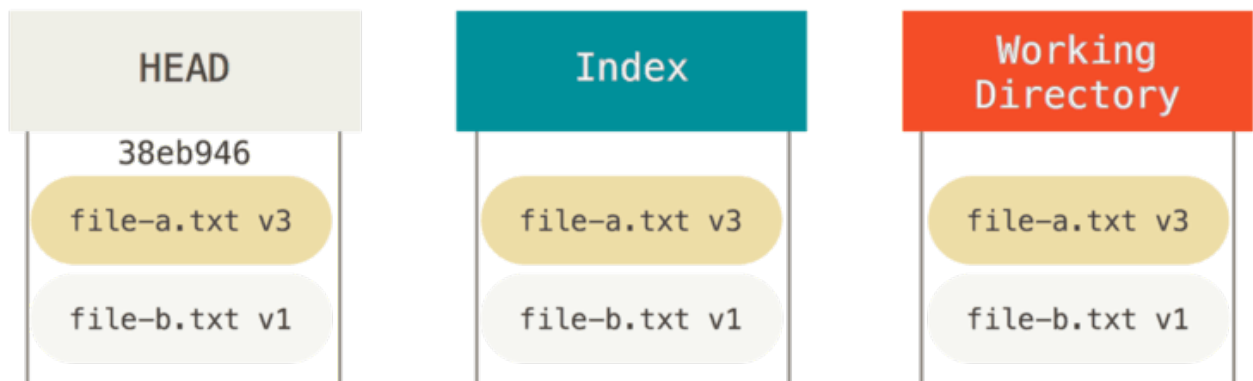 HEAD
Index
Working
Directory
38eb946
file-a.txt v3
file-a.txt v3
file-a.txt v3
file-b.txt v1
file-b.txt v1
file-b.txt v1